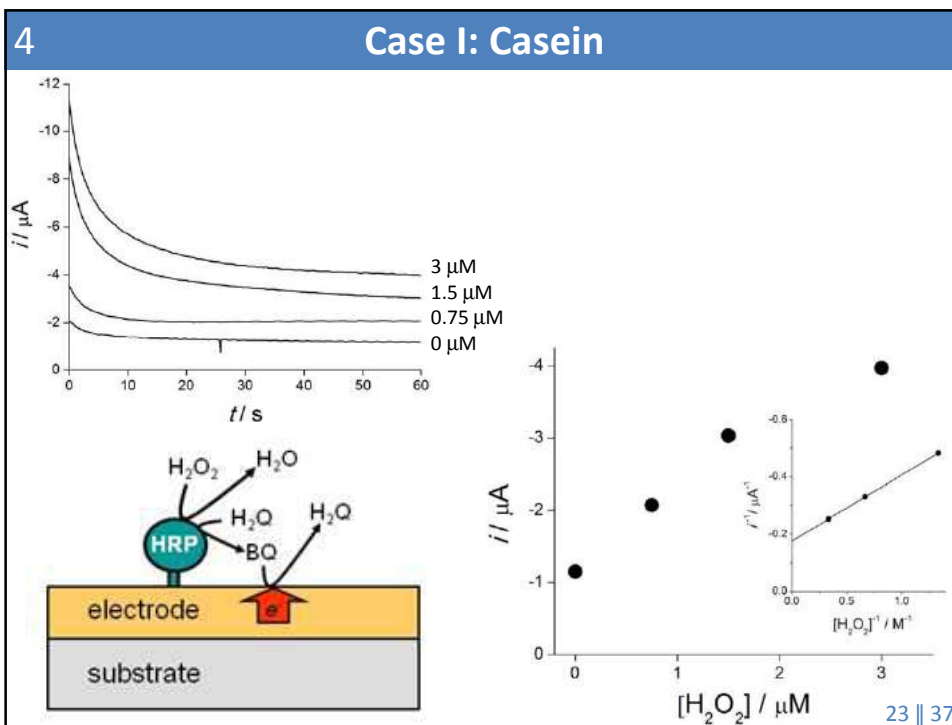 4
Case I: Casein
-12
-10
-8
-6
-4
-2
0
i / μA
3 μM
1.5 μM
0.75 μM
0 μM
0 10 20 30 40 50 60
t / s
H₂O₂
H₂O
H₂Q
H₂Q
HRP
BQ
electrode
e⁻
substrate
-4
-3
-2
-1
0
i / μA
0 1 2 3
[H₂O₂] / μM
-0.6
-0.4
-0.2
0.0
i⁻¹ / μA⁻¹
0.0 0.5 1.0
[H₂O₂]⁻¹ / M⁻¹
23 || 37